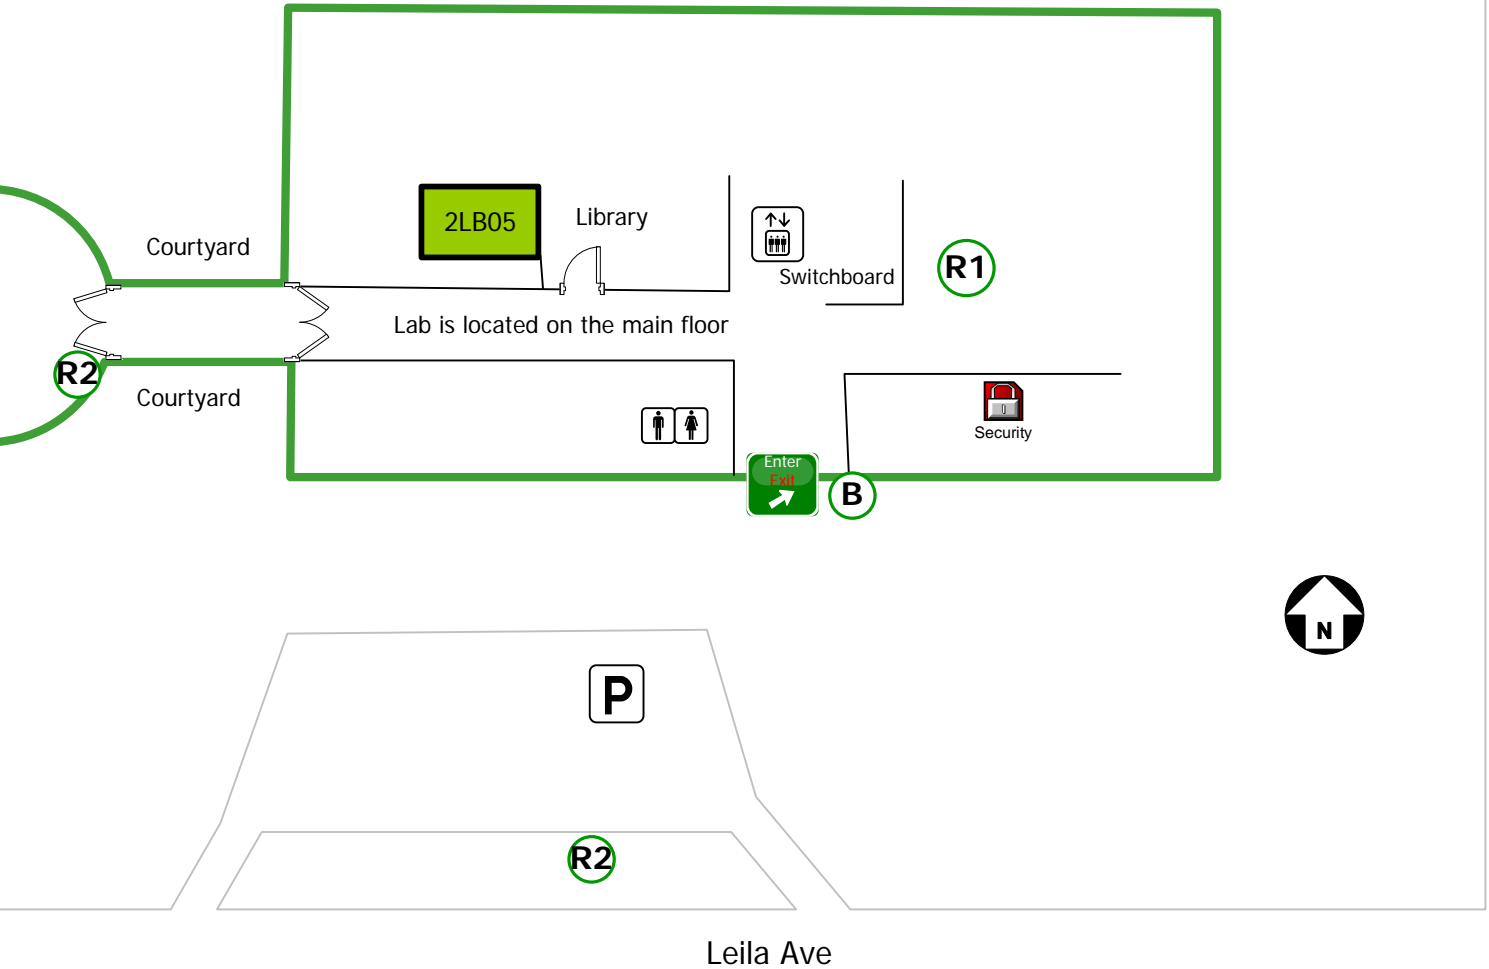 2LB05
Library
Courtyard
Switchboard
R1
Lab is located on the main floor
R2
Courtyard
Security
Enter
Exit
B
N
P
R2
Leila Ave